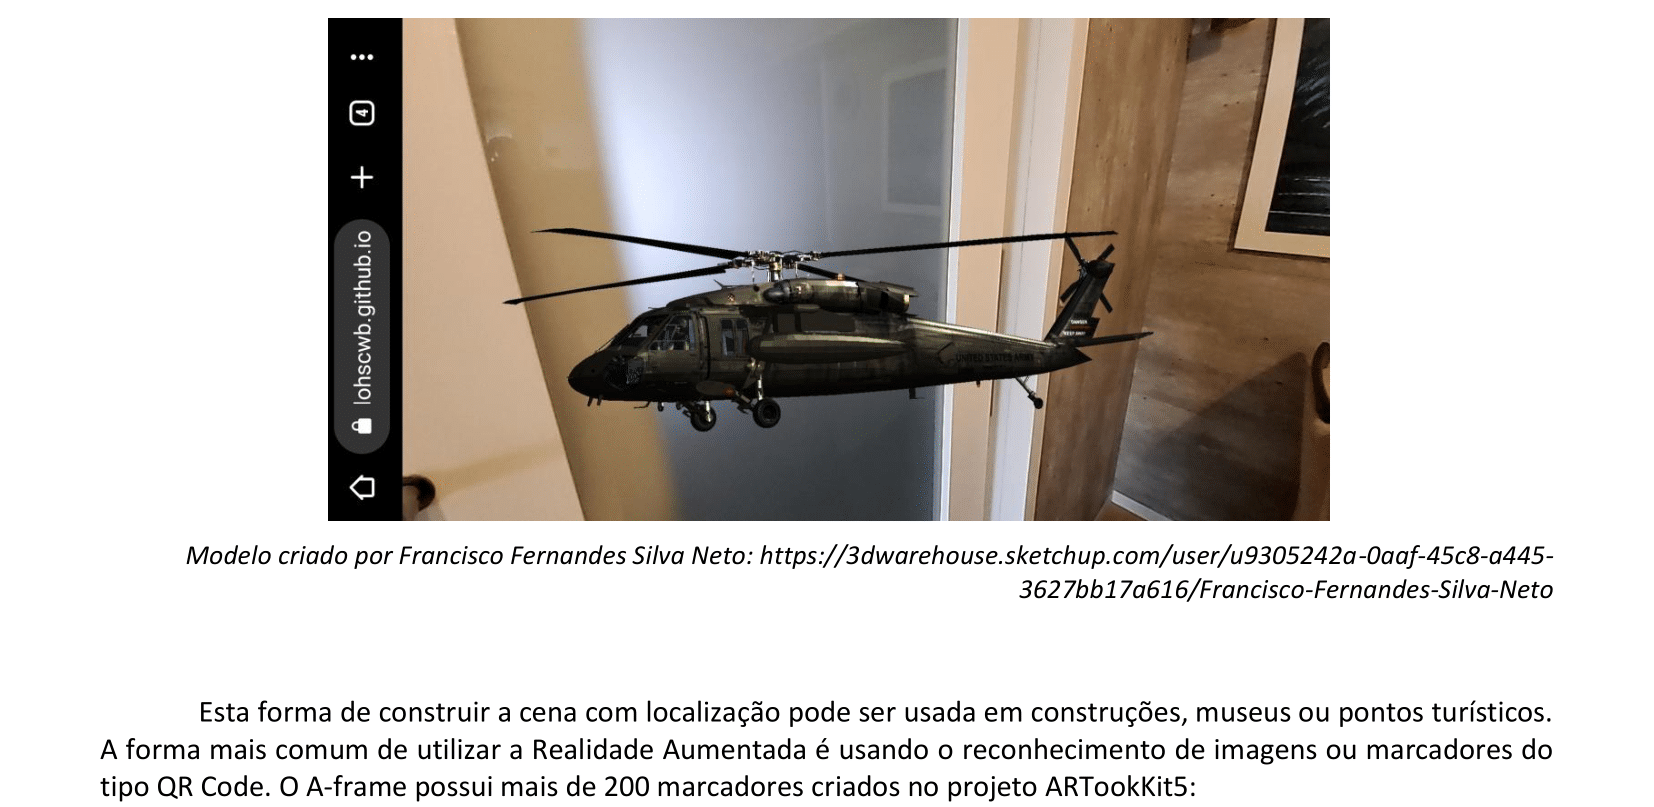 4
lohscwb.github.io
UNITED STATES ARMY
DANGER
Modelo criado por Francisco Fernandes Silva Neto: https://3dwarehouse.sketchup.com/user/u9305242a-0aaf-45c8-a445-
3627bb17a616/Francisco-Fernandes-Silva-Neto
Esta forma de construir a cena com localização pode ser usada em construções, museus ou pontos turísticos.
A forma mais comum de utilizar a Realidade Aumentada é usando o reconhecimento de imagens ou marcadores do
tipo QR Code. O A-frame possui mais de 200 marcadores criados no projeto ARTookKit5: